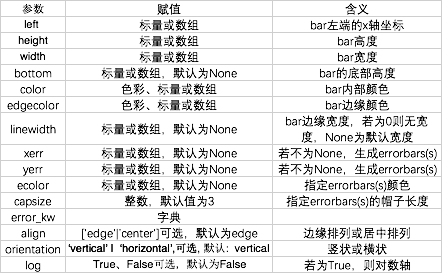 参数 赋值 含义
left 标量或数组 bar左端的x轴坐标
height 标量或数组 bar高度
width 标量或数组 bar宽度
bottom 标量或数组，默认为None bar的底部高度
color 色彩、标量或数组 bar内部颜色
edgecolor 色彩、标量或数组 bar边缘颜色
linewidth 标量或数组，默认为None bar边缘宽度，若为0则无宽
度，None为默认宽度
xerr 标量或数组，默认为None 若不为None，生成errorbars(s)
yerr 标量或数组，默认为None 若不为None，生成errorbars(s)
ecolor 标量或数组，默认为None 指定errorbars(s)颜色
capsize 整数，默认值为3 指定errorbars(s)的帽子长度
error_kw 字典
align ['edge'|'center']可选，默认为edge 边缘排列或居中排列
orientation 'vertical' | 'horizontal',可选, 默认: vertical 竖状或横状
log True、False可选，默认为False 若为True，则对数轴